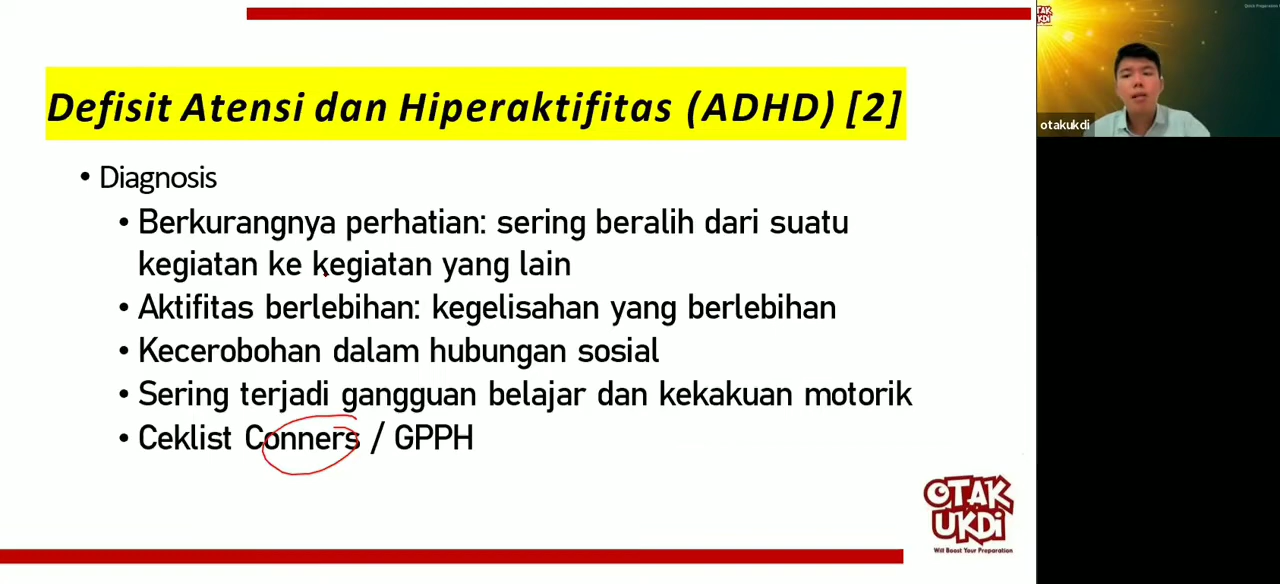 Defisit Atensi dan Hiperaktifitas (ADHD) [2]
• Diagnosis
• Berkurangnya perhatian: sering beralih dari suatu
kegiatan ke kegiatan yang lain
• Aktifitas berlebihan: kegelisahan yang berlebihan
• Kecerobohan dalam hubungan sosial
• Sering terjadi gangguan belajar dan kekakuan motorik
• Ceklist Conners / GPPH
OTAK
UKDI
Will Boost Your Preparation
OTAK
UKDI
otakukdi